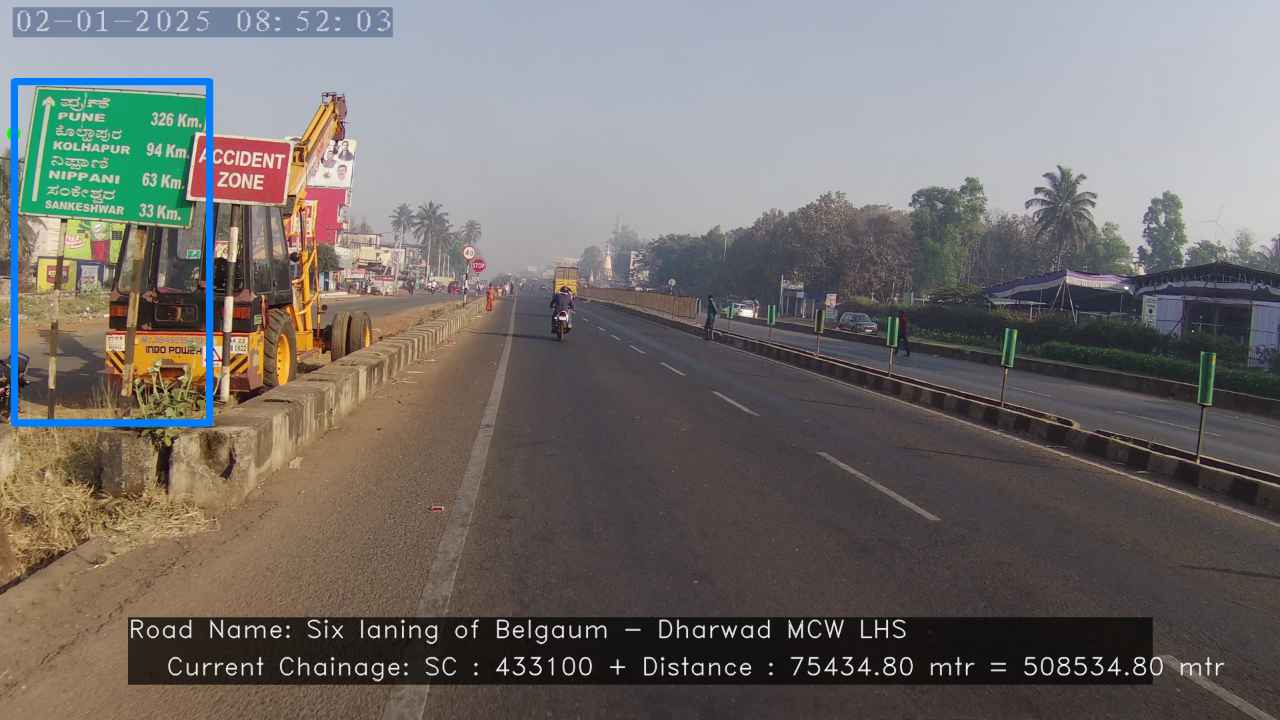 02-01-2025 08:52:03
ಪುಣೆ
PUNE 326 Km.
ಕೊಲ್ಹಾಪುರ
KOLHAPUR 94 Km.
ನಿಪ್ಪಾಣಿ
NIPPANI 63 Km.
ಸಂಕೇಶ್ವರ
SANKESHWAR 33 Km.
ACCIDENT
ZONE
40
STOP
INDO POWER
Road Name: Six laning of Belgaum - Dharwad MCW LHS
Current Chainage: SC : 433100 + Distance : 75434.80 mtr = 508534.80 mtr